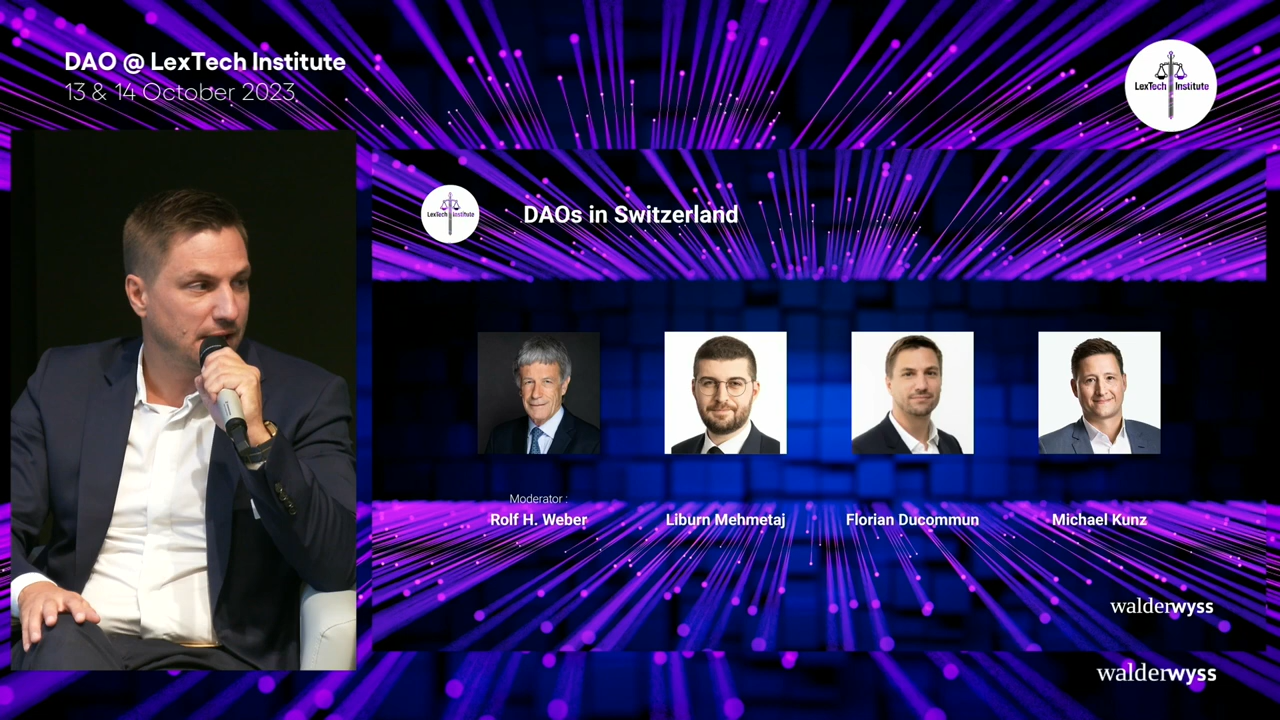 DAO @ LexTech Institute
13 & 14 October 2023
LexTech Institute
LexTech Institute
DAOs in Switzerland
Moderator :
Rolf H. Weber
Liburn Mehmetaj
Florian Ducommun
Michael Kunz
walderwyss
walderwyss